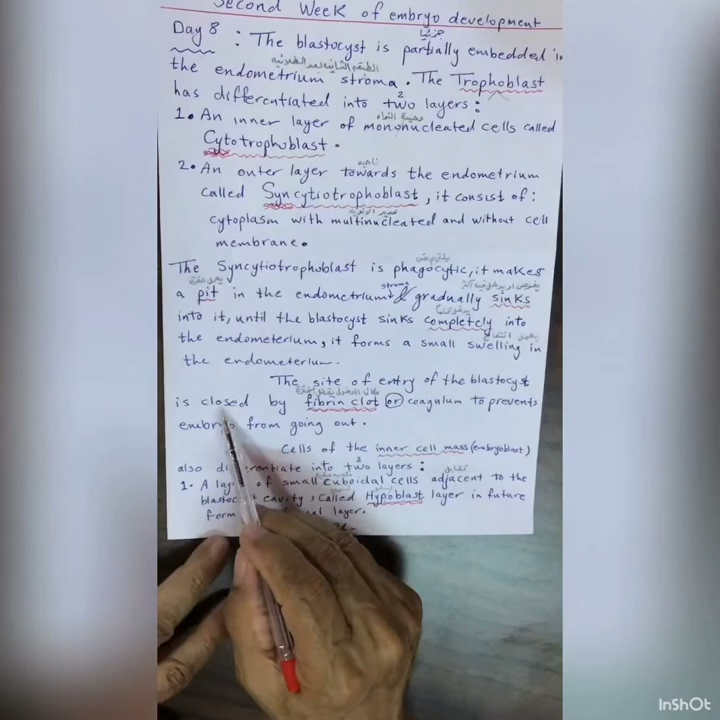 Second Week of embryo development
Day 8 : The blastocyst is partially embedded in
the endometrium stroma. The Trophoblast
has differentiated into two layers:
1. An inner layer of mononucleated cells called
Cytotrophoblast.
2. An outer layer towards the endometrium
called Syncytiotrophoblast, it consist of:
cytoplasm with multinucleated and without cell
membrane.
The Syncytiotrophoblast is phagocytic, it makes
a pit in the endometrium stroma & gradually sinks
into it, until the blastocyst sinks completely into
the endometerium, it forms a small swelling in
the endometerium.
The site of entry of the blastocyst
is closed by fibrin clot or coagulum to prevents
embryo from going out.
Cells of the inner cell mass (embryoblast)
also differentiate into two layers:
1. A layer of small cuboidal cells adjacent to the
blastocyst cavity, called Hypoblast layer in future
form layer.
InShOt